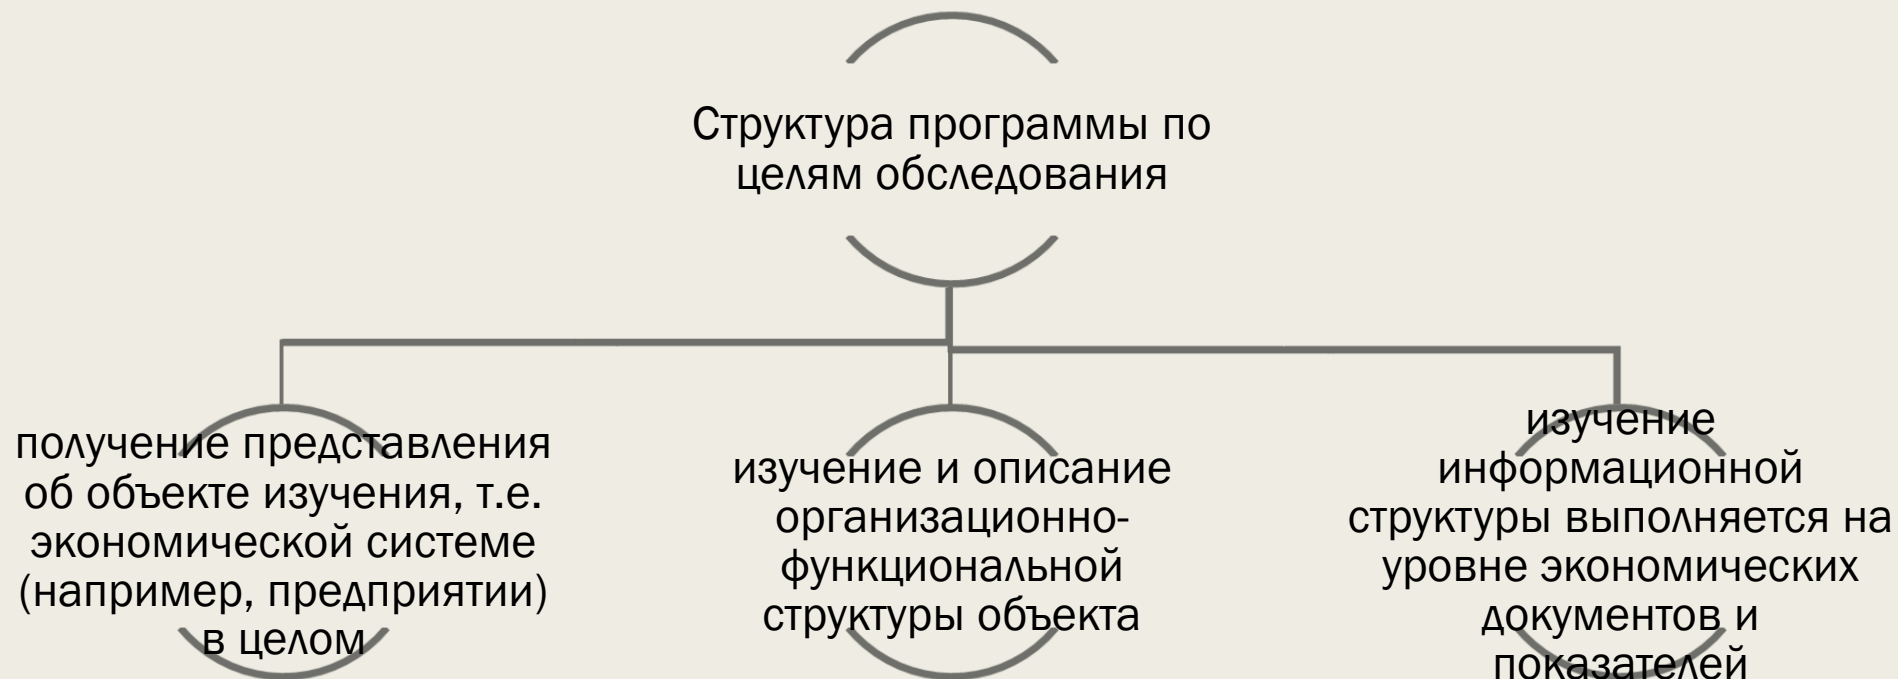 Структура программы по
целям обследования
получение представления
об объекте изучения, т.е.
экономической системе
(например, предприятии)
в целом
изучение и описание
организационно-
функциональной
структуры объекта
изучение
информационной
структуры выполняется на
уровне экономических
документов и
показателей